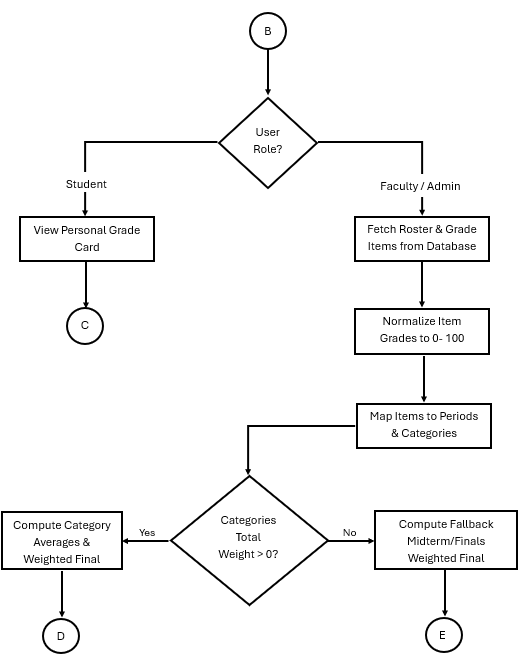 B
User
Role?
Student
Faculty / Admin
View Personal Grade
Card
Fetch Roster & Grade
Items from Database
C
Normalize Item
Grades to 0- 100
Map Items to Periods
& Categories
Categories
Total
Weight > 0?
Yes
No
Compute Category
Averages &
Weighted Final
Compute Fallback
Midterm/Finals
Weighted Final
D
E